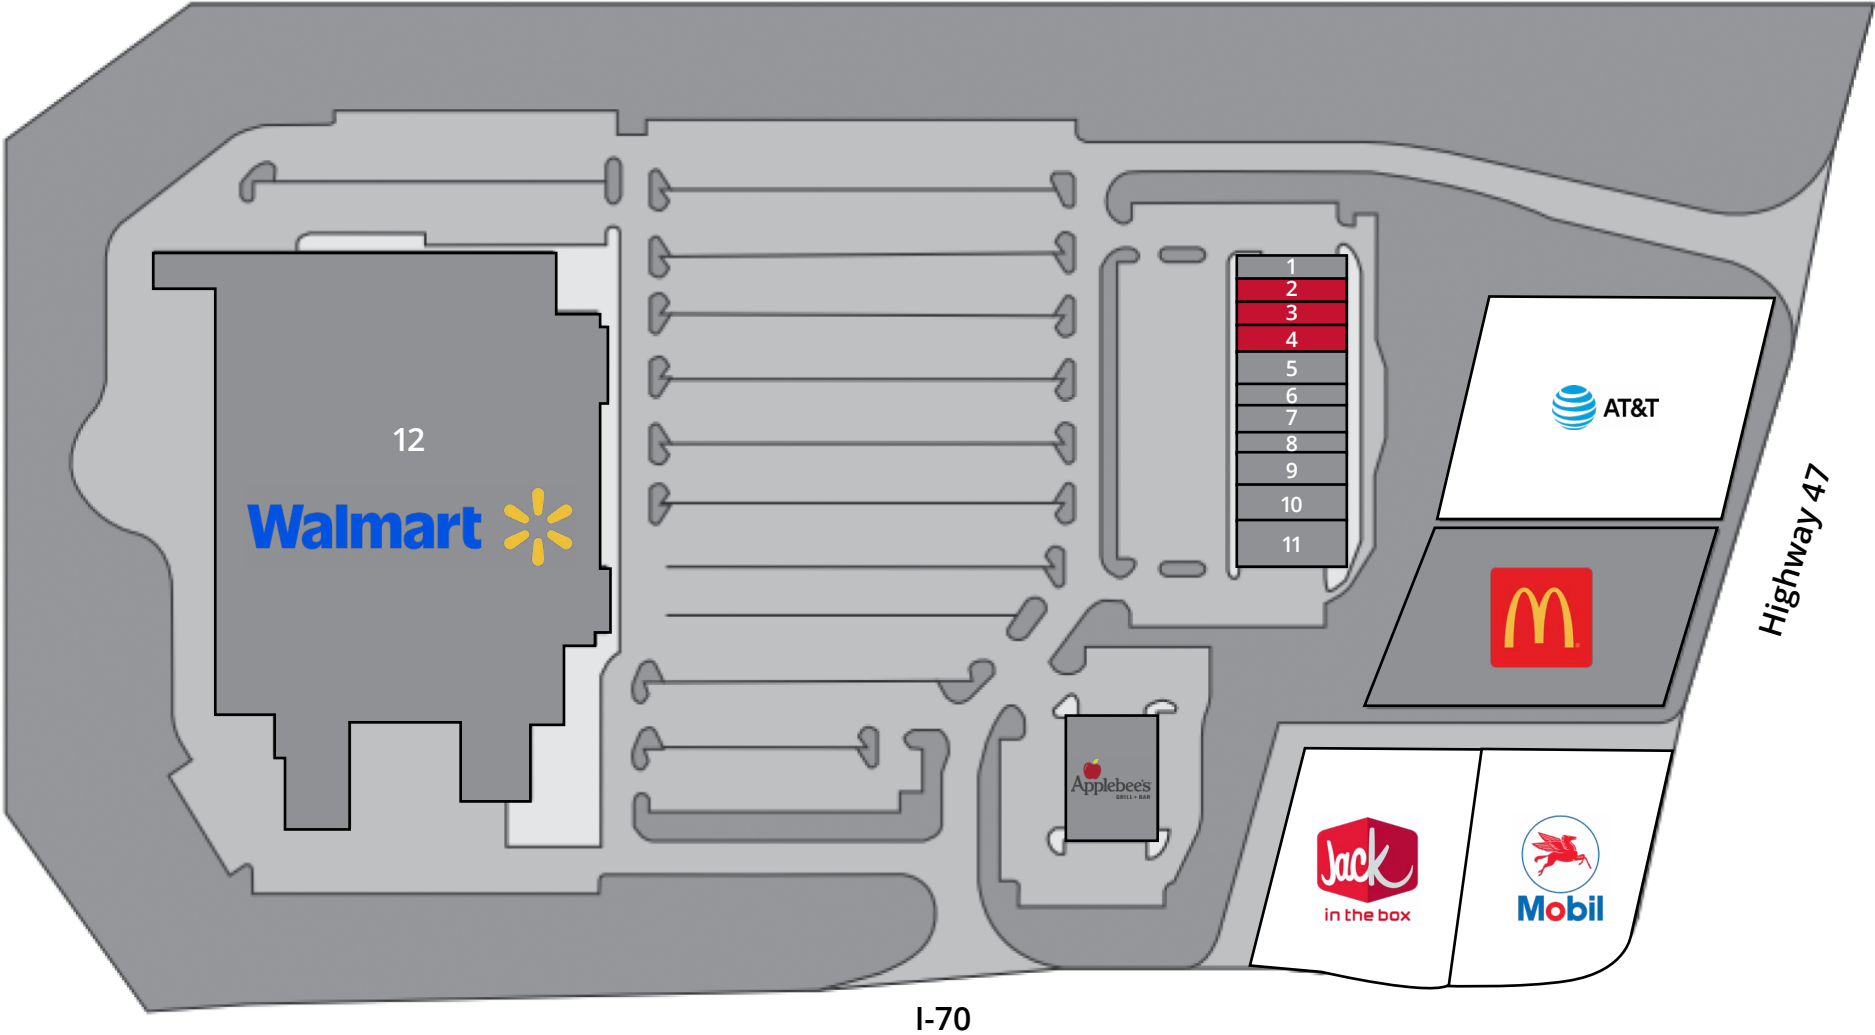 1
2
3
4
5
6
7
8
9
10
11
12
Walmart
AT&T
Highway 47
Applebee's
GRILL + BAR
Jack
in the box
Mobil
I-70